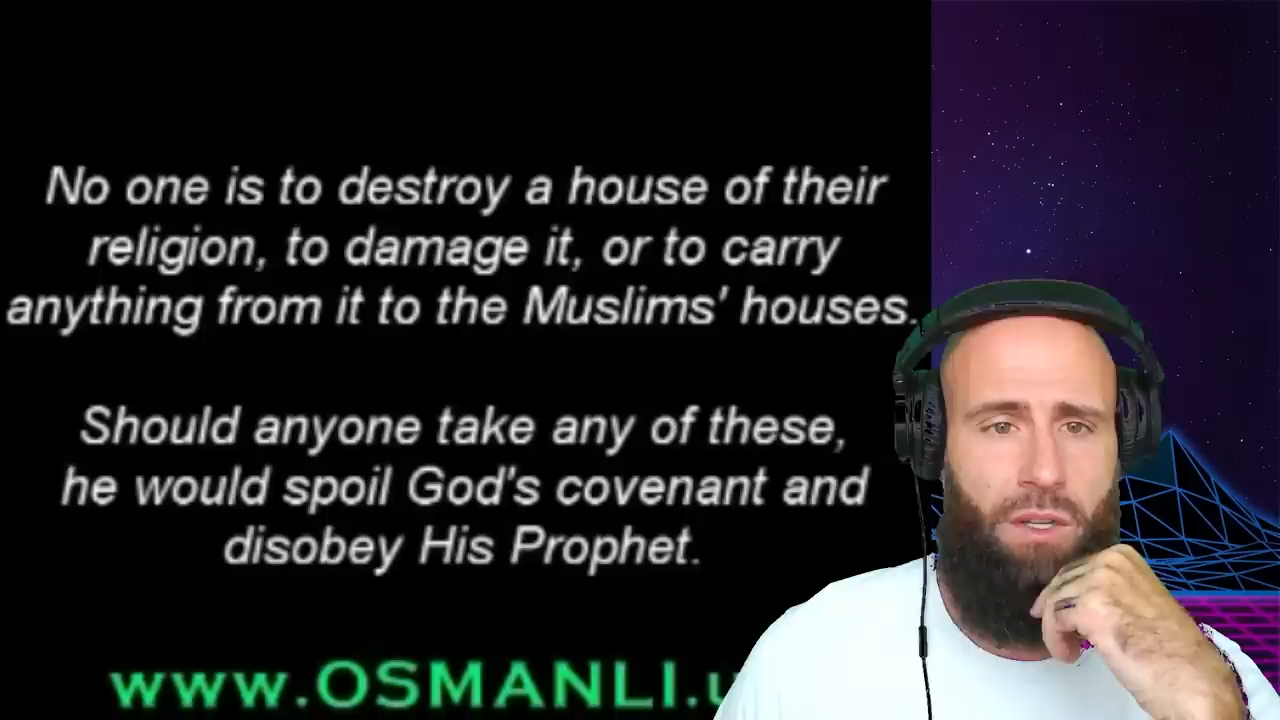 No one is to destroy a house of their
religion, to damage it, or to carry
anything from it to the Muslims' houses.
Should anyone take any of these,
he would spoil God's covenant and
disobey His Prophet.
www.OSMANLI.u